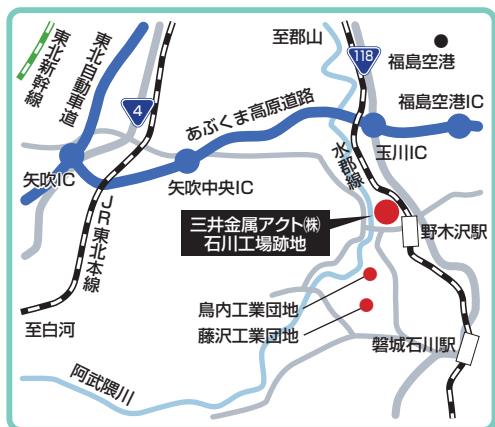 東北新幹線
東北自動車道
4
至郡山
118
福島空港
あぶくま高原道路
福島空港IC
玉川IC
水郡線
矢吹IC
矢吹中央IC
JR東北本線
三井金属アクト㈱
石川工場跡地
野木沢駅
鳥内工業団地
藤沢工業団地
至白河
磐城石川駅
阿武隈川